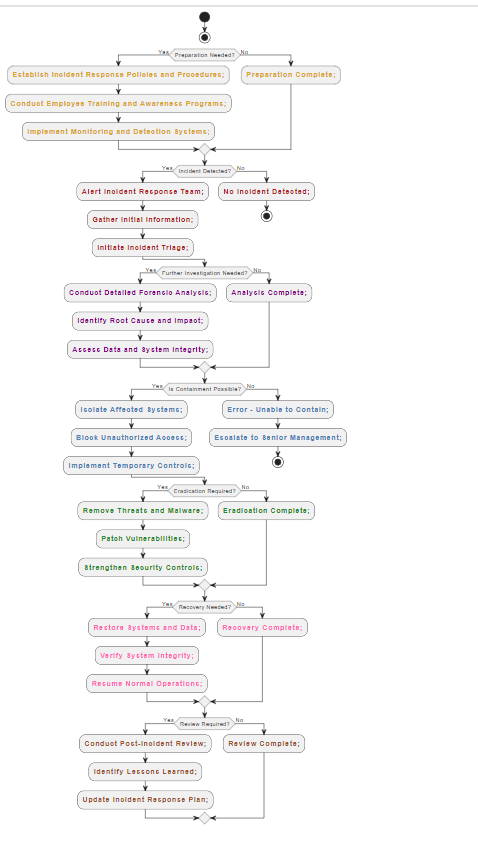 Yes Preparation Needed? No
Establish Incident Response Policies and Procedures; Preparation Complete;
Conduct Employee Training and Awareness Programs;
Implement Monitoring and Detection Systems;
Yes Incident Detected? No
Alert Incident Response Team; No Incident Detected;
Gather Initial Information;
Initiate Incident Triage;
Yes Further Investigation Needed? No
Conduct Detailed Forensic Analysis; Analysis Complete;
Identify Root Cause and Impact;
Assess Data and System Integrity;
Yes Is Containment Possible? No
Isolate Affected Systems; Error - Unable to Contain;
Block Unauthorized Access; Escalate to Senior Management;
Implement Temporary Controls;
Yes Eradication Required? No
Remove Threats and Malware; Eradication Complete;
Patch Vulnerabilities;
Strengthen Security Controls;
Yes Recovery Needed? No
Restore Systems and Data; Recovery Complete;
Verify System Integrity;
Resume Normal Operations;
Yes Review Required? No
Conduct Post-Incident Review; Review Complete;
Identify Lessons Learned;
Update Incident Response Plan;